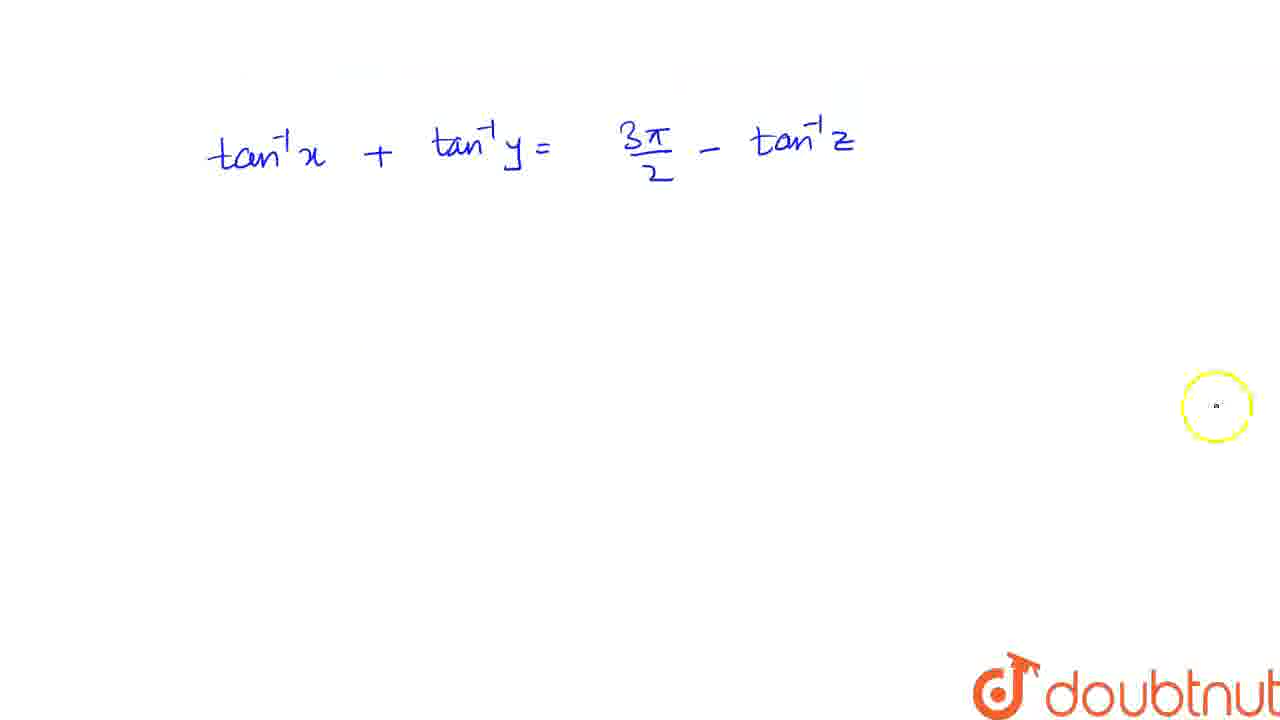 tan⁻¹x + tan⁻¹y = 3π/2 - tan⁻¹z
doubtnut